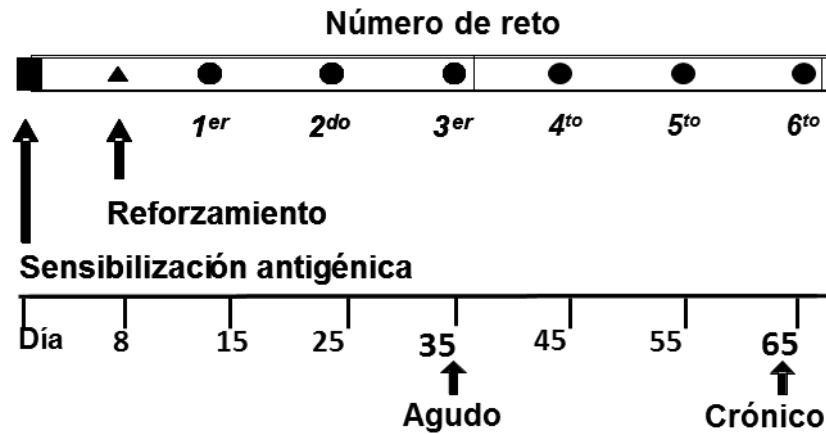 Número de reto
1er 2do 3er 4to 5to 6to
Reforzamiento
Sensibilización antigénica
Día 8 15 25 35 45 55 65
Agudo Crónico